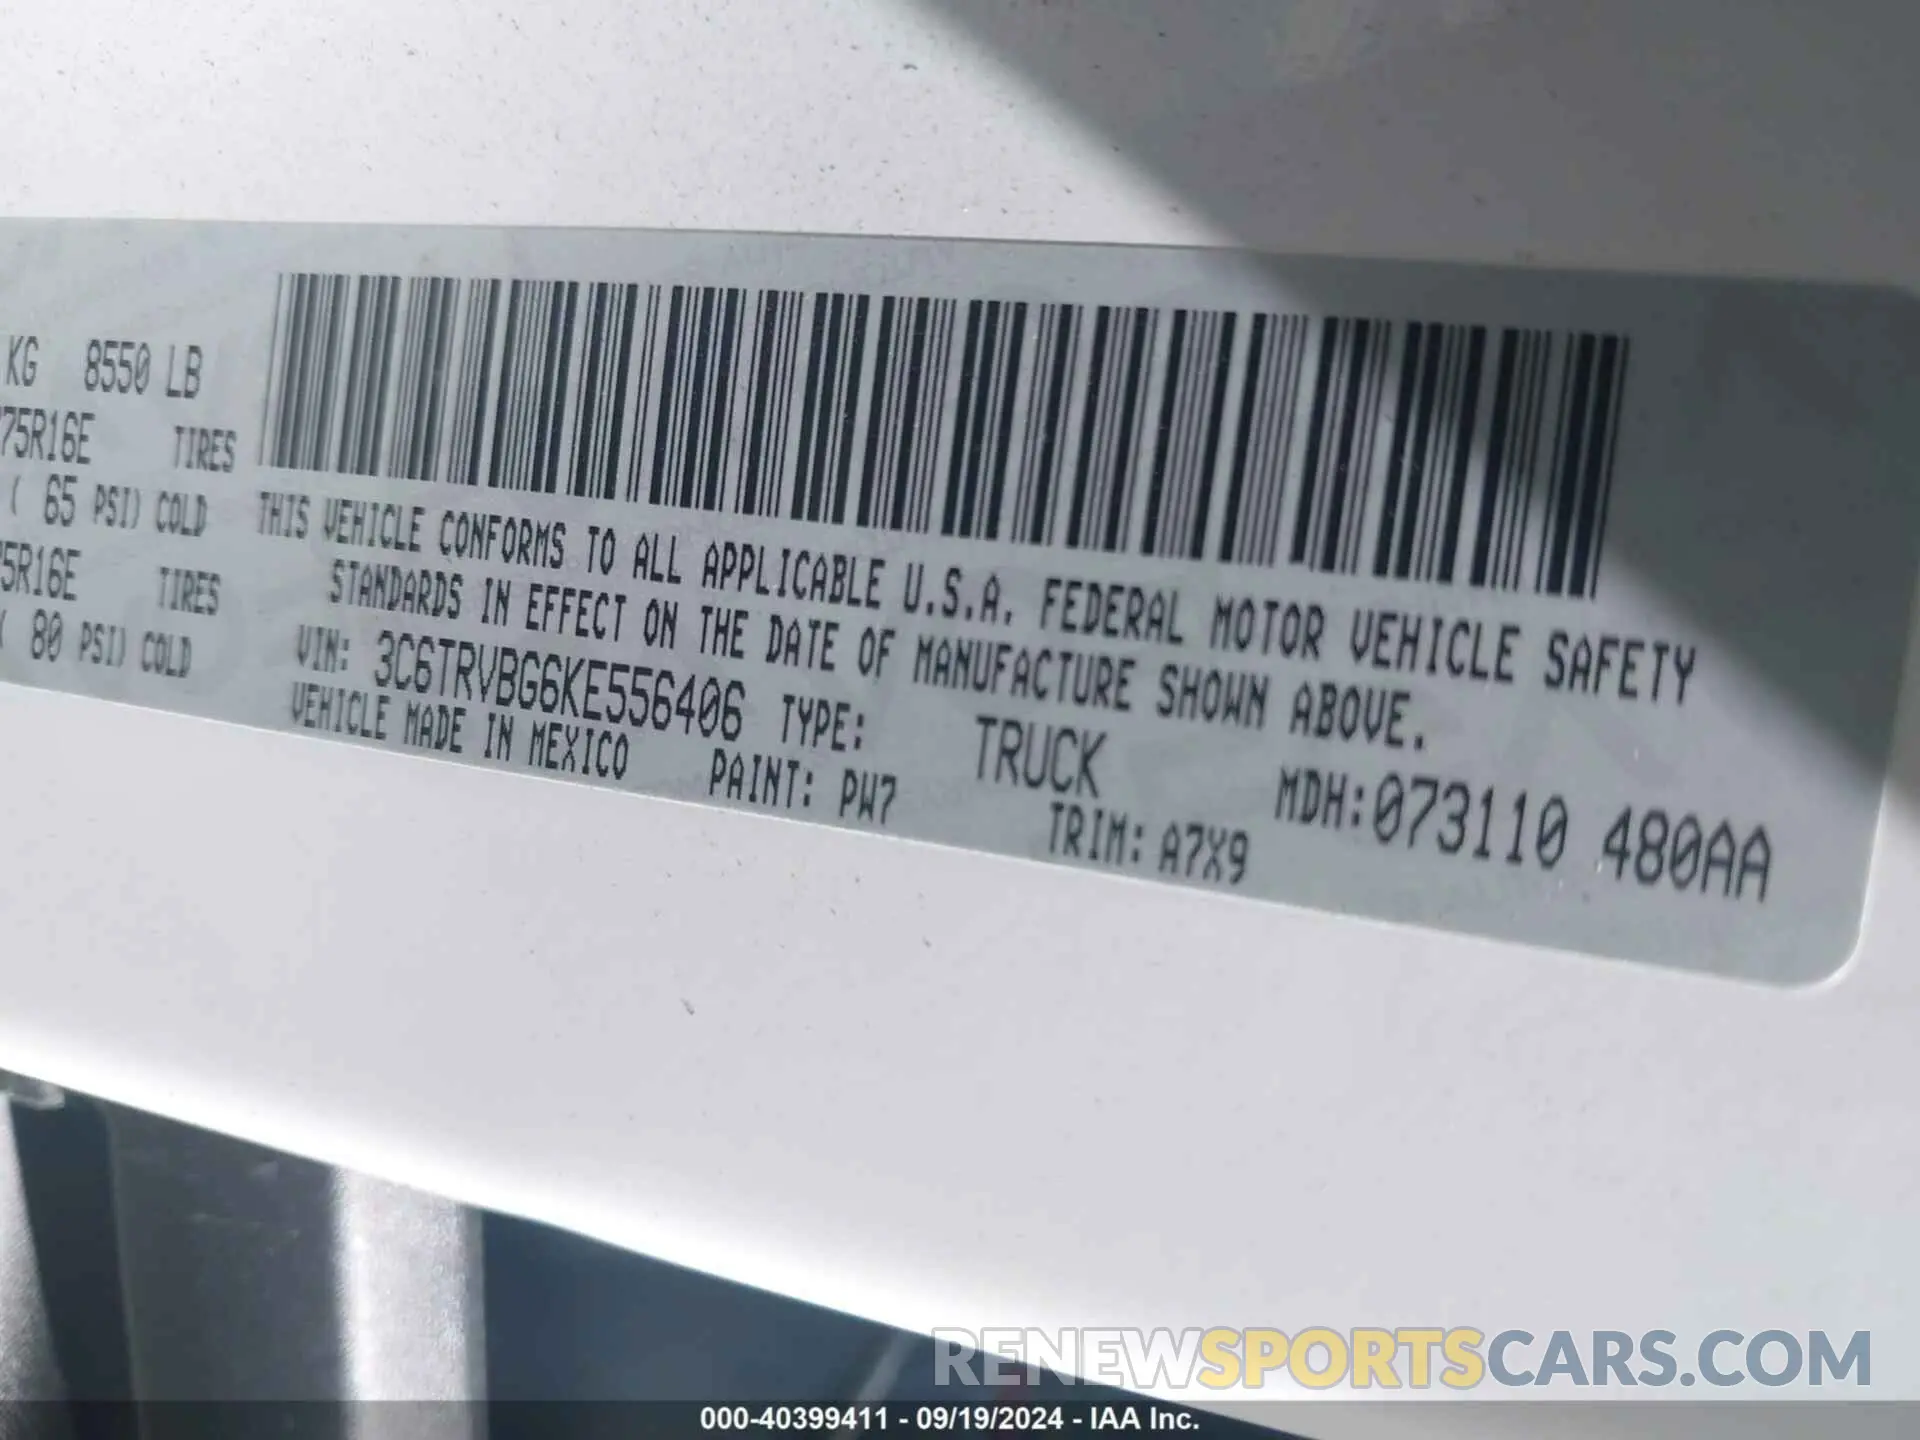 KG 8550 LB
75R16E TIRES
( 65 PSI) COLD
5R16E TIRES
( 80 PSI) COLD
THIS VEHICLE CONFORMS TO ALL APPLICABLE U.S.A. FEDERAL MOTOR VEHICLE SAFETY
STANDARDS IN EFFECT ON THE DATE OF MANUFACTURE SHOWN ABOVE.
VIN: 3C6TRVBG6KE556406 TYPE: TRUCK MDH:073110 480AA
VEHICLE MADE IN MEXICO PAINT: PW7 TRIM: A7X9
RENEWSPORTSCARS.COM
000-40399411 - 09/19/2024 - IAA Inc.